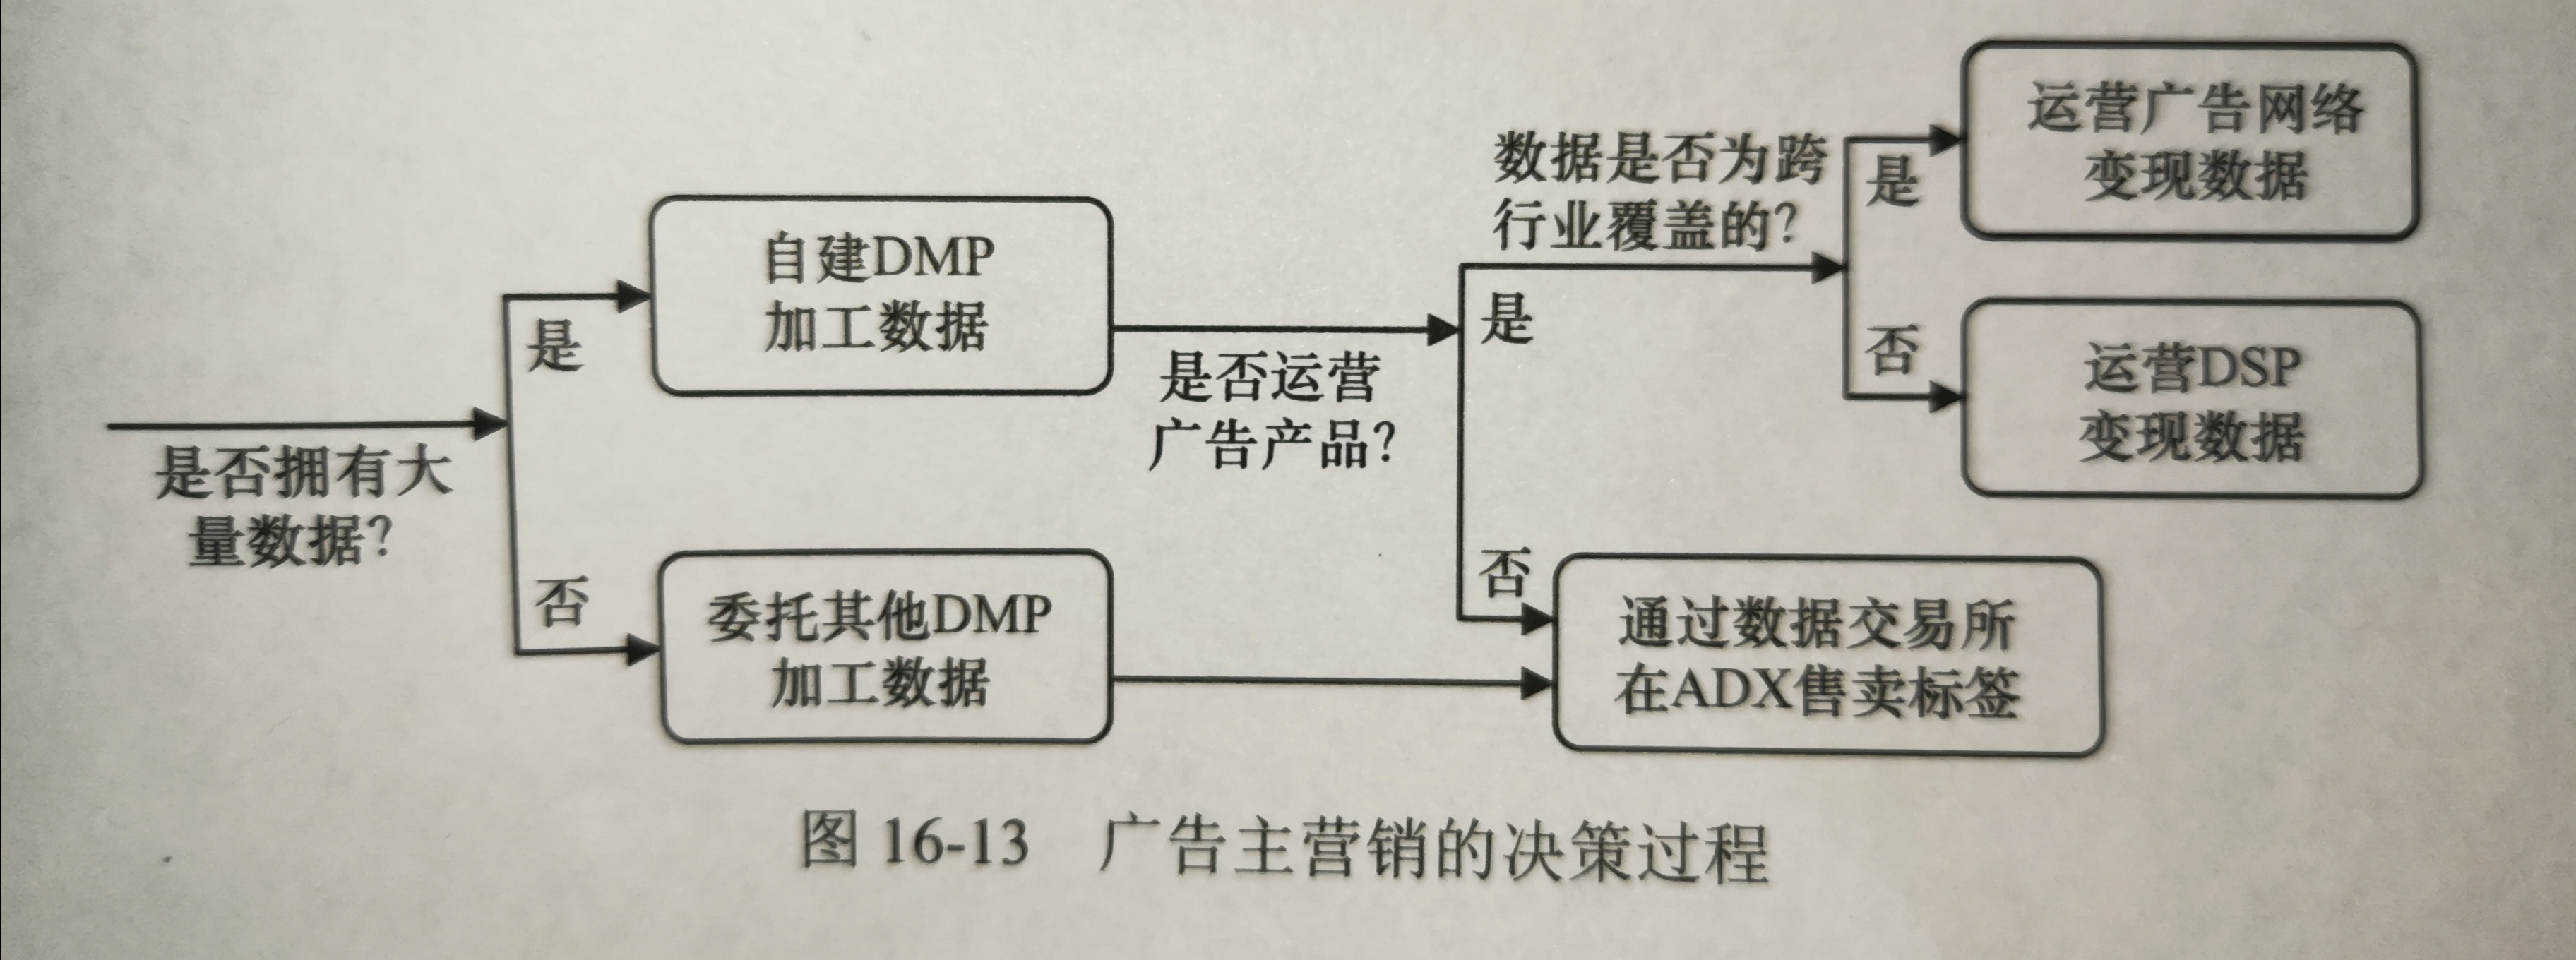 是否拥有大
量数据?
是
自建DMP
加工数据
否
委托其他DMP
加工数据
是否运营
广告产品?
是
数据是否为跨
行业覆盖的?
是
运营广告网络
变现数据
否
运营DSP
变现数据
否
通过数据交易所
在ADX售卖标签
图 16-13 广告主营销的决策过程